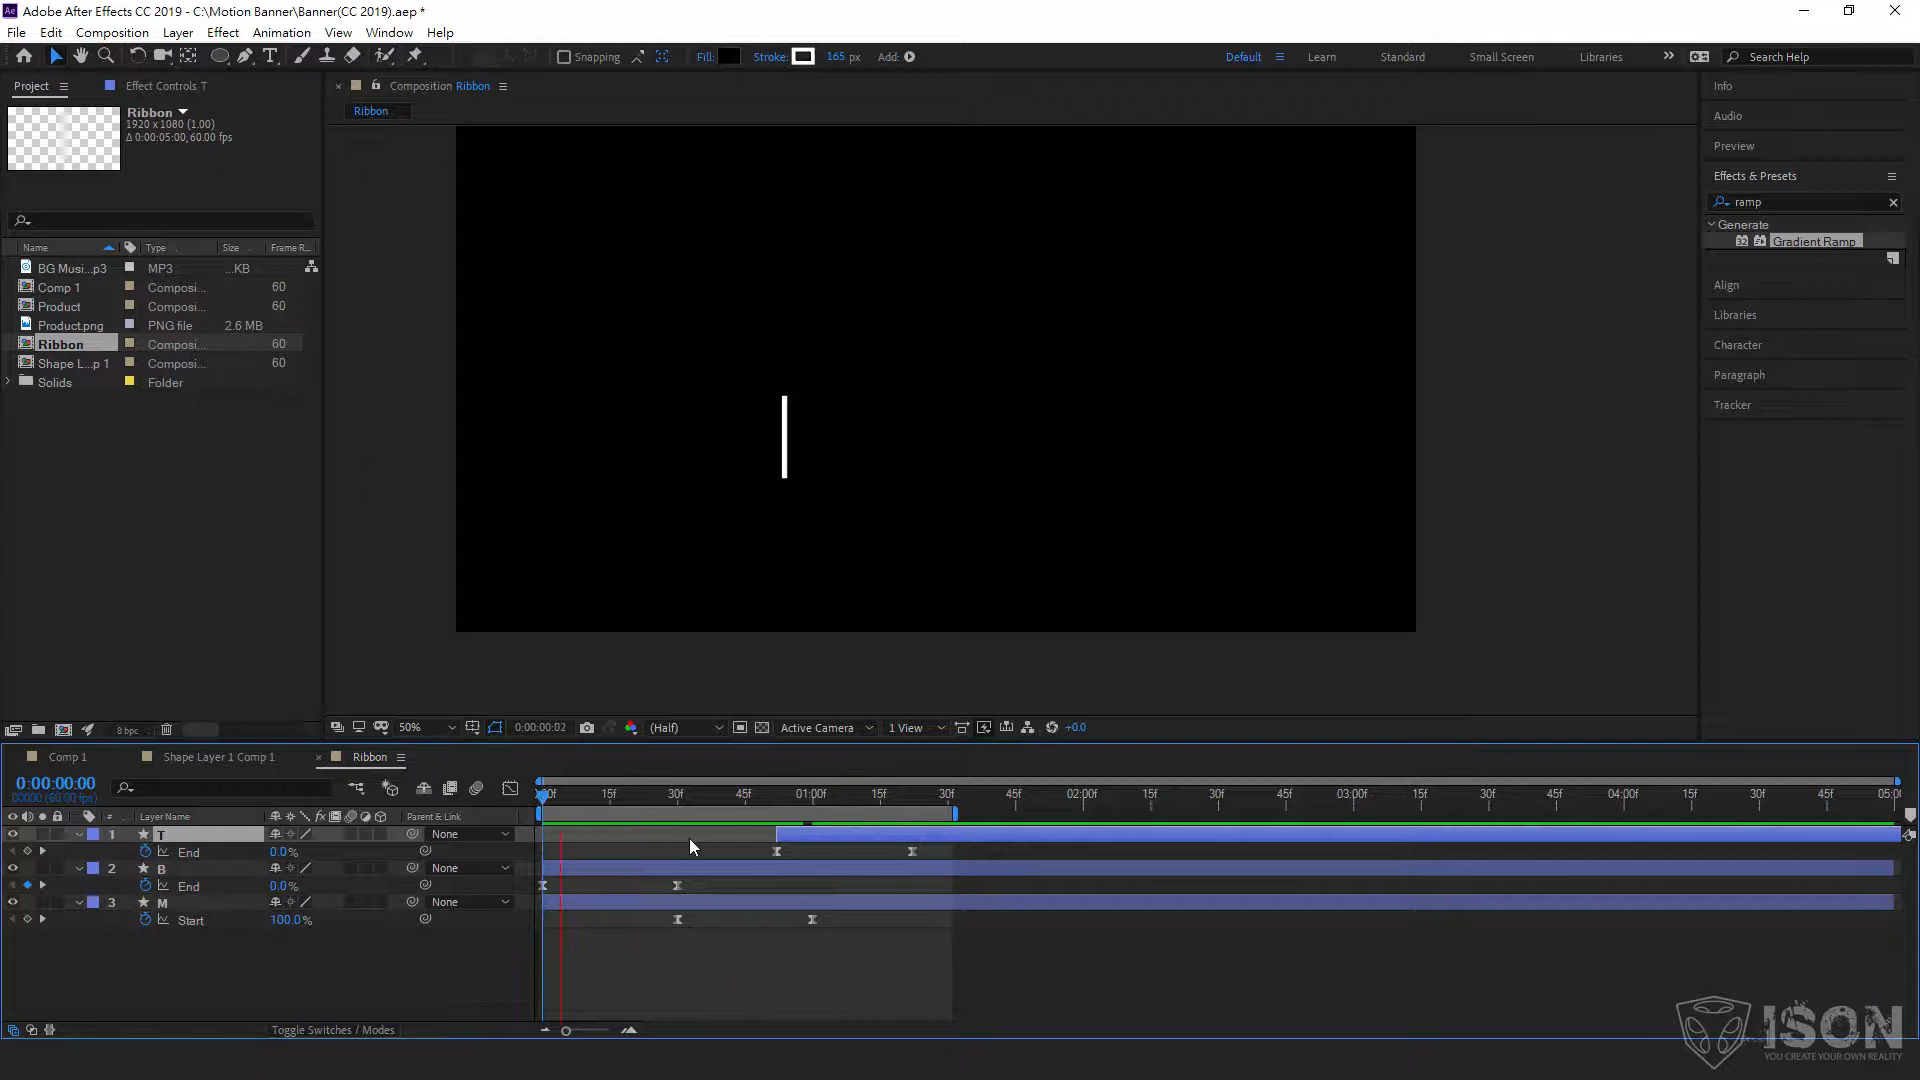 Adobe After Effects CC 2019 - C:\Motion Banner\Banner(CC 2019).aep *
File Edit Composition Layer Effect Animation View Window Help
Snapping Fill: Stroke: 165 px Add: Default Learn Standard Small Screen Libraries Search Help
Project Effect Controls T Composition Ribbon Info
Ribbon
1920 x 1080 (1.00)
Δ 0:00:05:00, 60.00 fps
Ribbon
Audio
Preview
Effects & Presets
ramp
Generate
32 Gradient Ramp
Align
Libraries
Character
Paragraph
Tracker
Name Type Size Frame R...
BG Musi...p3 MP3 ...KB
Comp 1 Composi... 60
Product Composi... 60
Product.png PNG file 2.6 MB
Ribbon Composi... 60
Shape L...p 1 Composi... 60
Solids Folder
8 bpc 50% 0:00:00:02 (Half) Active Camera 1 View +0.0
Comp 1 Shape Layer 1 Comp 1 Ribbon
0:00:00:00
00000 (60.00 fps)
00f 15f 30f 45f 01:00f 15f 30f 45f 02:00f 15f 30f 45f 03:00f 15f 30f 45f 04:00f 15f 30f 45f 05:0
# Layer Name fx Parent & Link
1 T None
End 0.0%
2 B None
End 0.0%
3 M None
Start 100.0%
Toggle Switches / Modes
ISON
YOU CREATE YOUR OWN REALITY